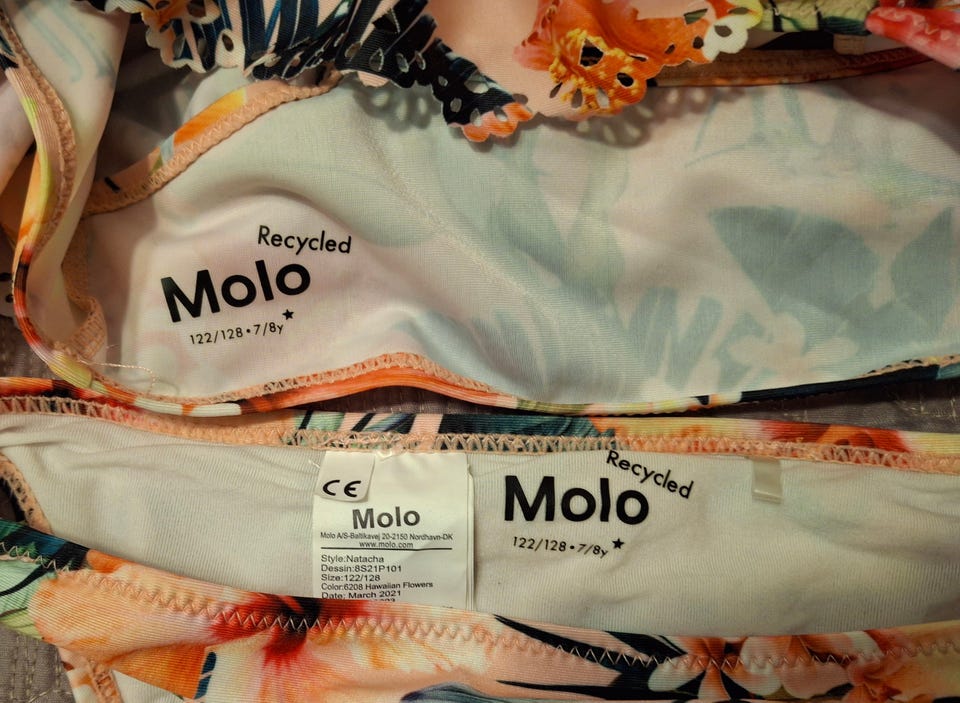 Recycled
Molo
122/128•7/8y
CE
Molo
Molo A/S-Baltikavej 20-2150 Nordhavn-DK
www.molo.com
Style:Natacha
Dessin:8S21P101
Size:122/128
Color:6208 Hawaiian Flowers
Date: March 2021
Recycled
Molo
122/128•7/8y